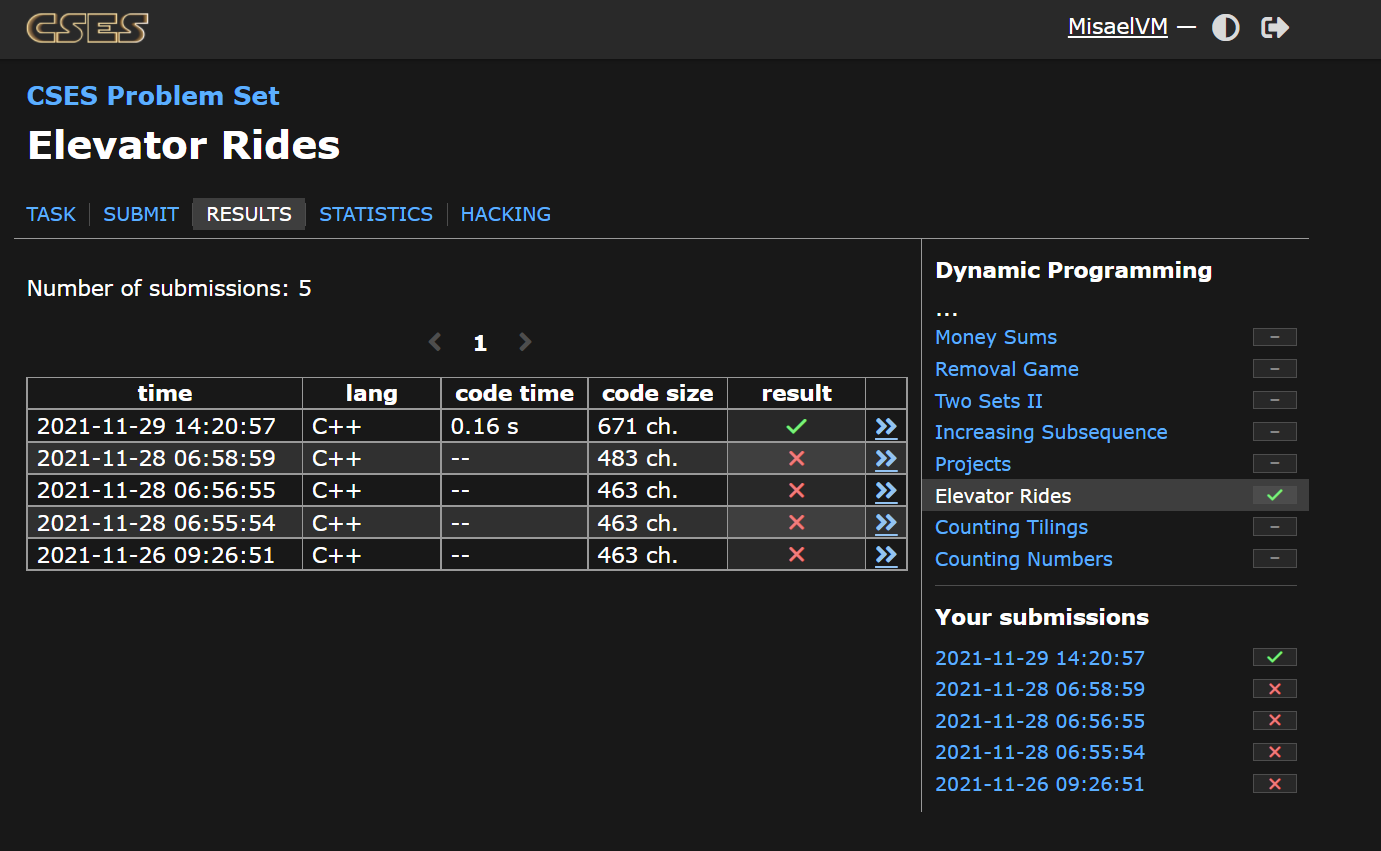 CSES
MisaelVM —
CSES Problem Set
Elevator Rides
TASK SUBMIT RESULTS STATISTICS HACKING
Number of submissions: 5
1
time lang code time code size result
2021-11-29 14:20:57 C++ 0.16 s 671 ch.
2021-11-28 06:58:59 C++ -- 483 ch.
2021-11-28 06:56:55 C++ -- 463 ch.
2021-11-28 06:55:54 C++ -- 463 ch.
2021-11-26 09:26:51 C++ -- 463 ch.
Dynamic Programming
...
Money Sums –
Removal Game –
Two Sets II –
Increasing Subsequence –
Projects –
Elevator Rides
Counting Tilings –
Counting Numbers –
Your submissions
2021-11-29 14:20:57
2021-11-28 06:58:59
2021-11-28 06:56:55
2021-11-28 06:55:54
2021-11-26 09:26:51